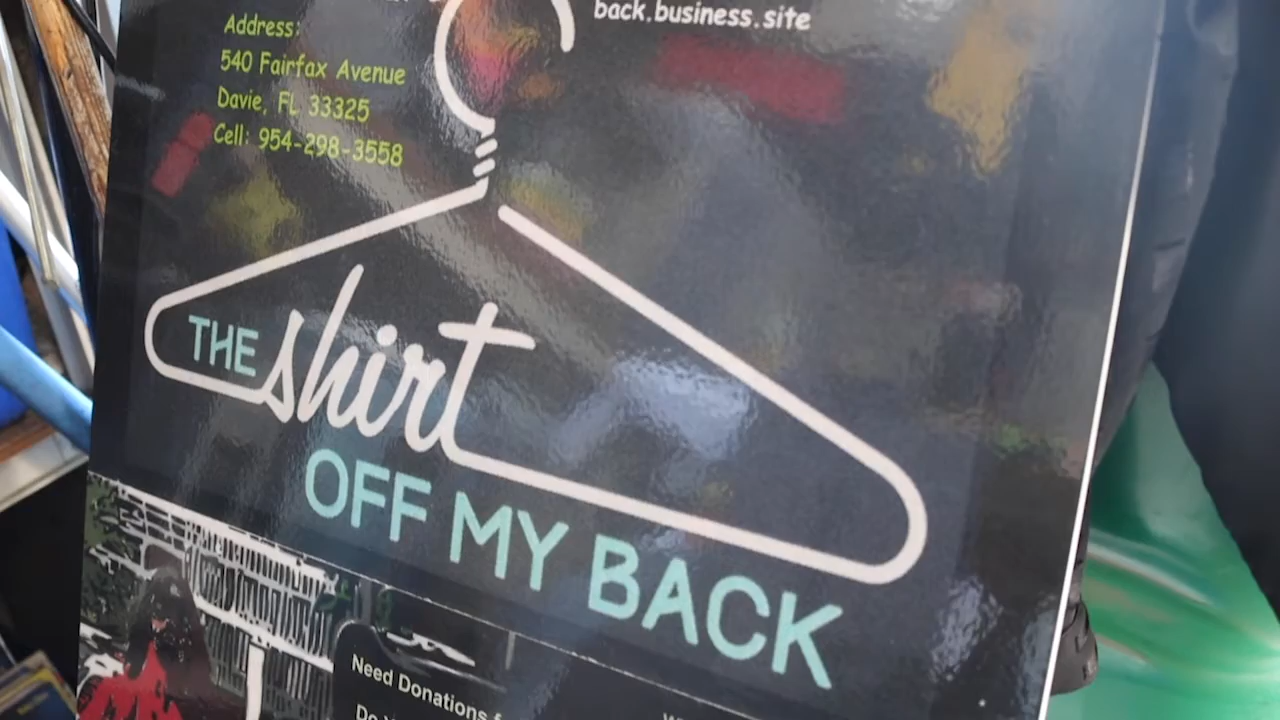 back.business.site
Address:
540 Fairfax Avenue
Davie, FL 33325
Cell: 954-298-3558
THE shirt
OFF MY BACK
Need Donations
Do